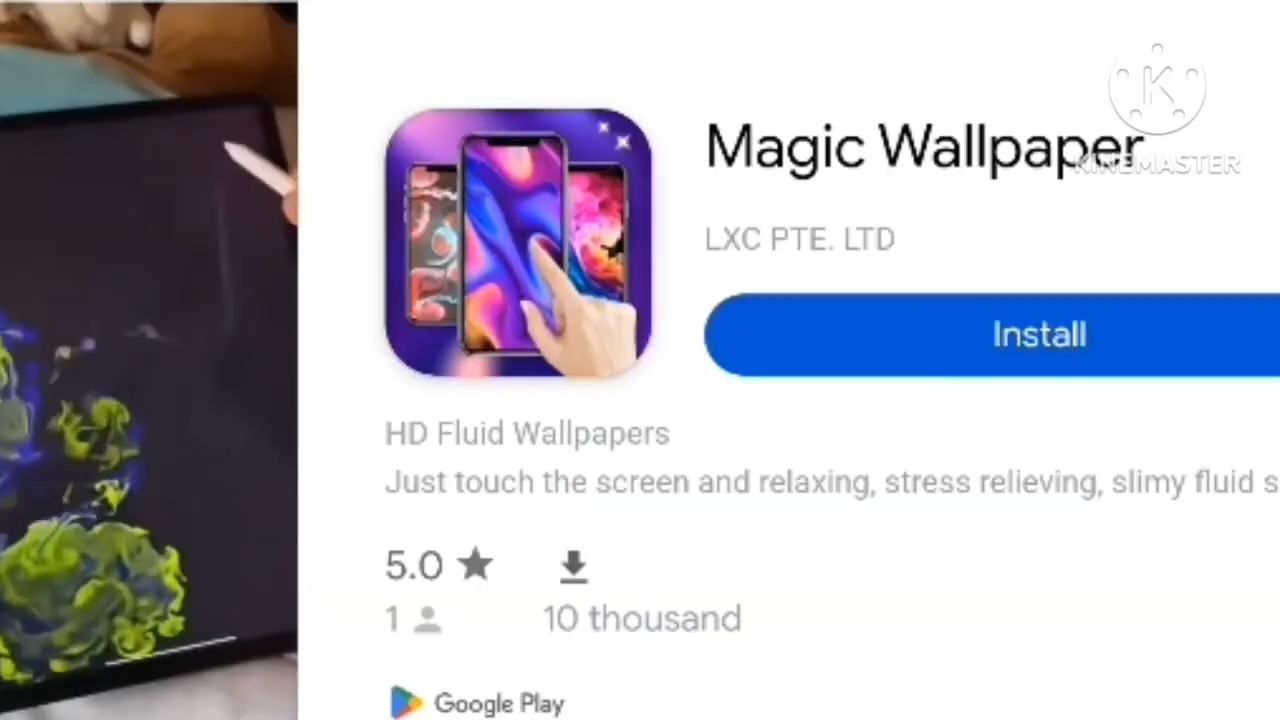 Magic Wallpaper
KINEMASTER
LXC PTE. LTD
Install
HD Fluid Wallpapers
Just touch the screen and relaxing, stress relieving, slimy fluid s
5.0
1
10 thousand
Google Play